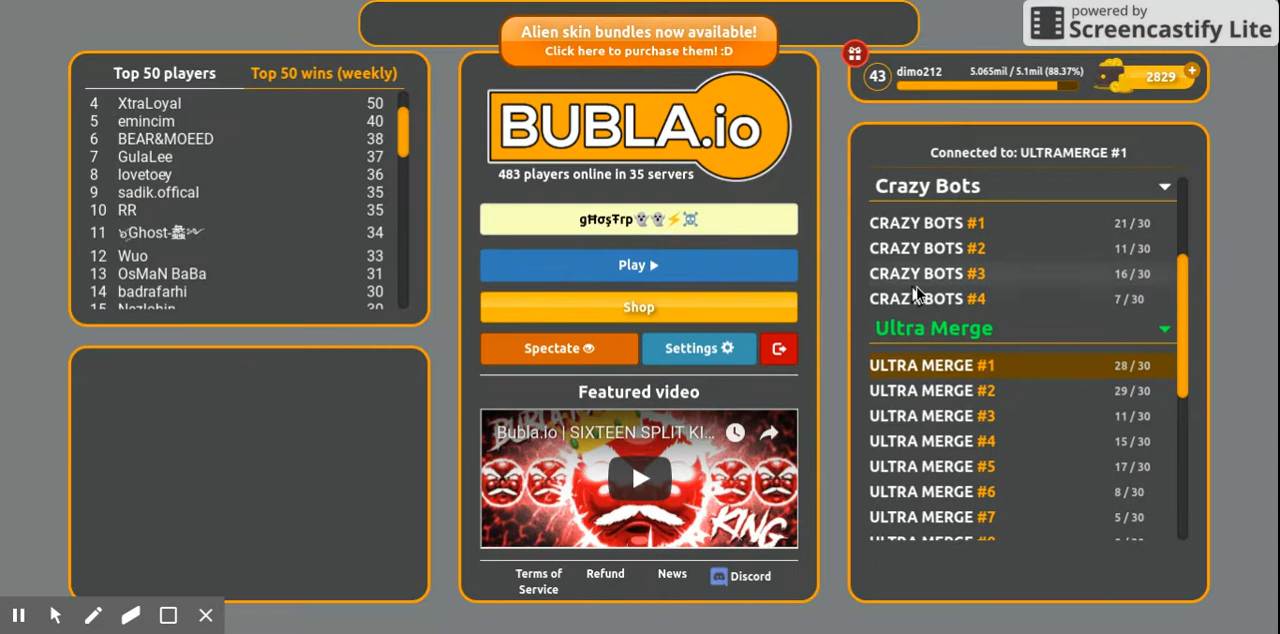 Alien skin bundles now available!
Click here to purchase them! :D
powered by
Screencastify Lite
Top 50 players
Top 50 wins (weekly)
4 XtraLoyal 50
5 emincim 40
6 BEAR&MOEED 38
7 GulaLee 37
8 lovetoey 36
9 sadik.offical 35
10 RR 35
11 34
12 Wuo 33
13 OsMaN BaBa 31
14 badrafarhi 30
BUBLA.io
483 players online in 35 servers
gĦσşŦrp👻👻⚡☠️
Play
Shop
Spectate
Settings
Featured video
Bubla.Io | SIXTEEN SPLIT KI...
KING
Terms of
Service
Refund
News
Discord
43 dimo212 5.065mil / 5.1mil (88.37%) 2829 +
Connected to: ULTRAMERGE #1
Crazy Bots
CRAZY BOTS #1 21 / 30
CRAZY BOTS #2 11 / 30
CRAZY BOTS #3 16 / 30
CRAZY BOTS #4 7 / 30
Ultra Merge
ULTRA MERGE #1 28 / 30
ULTRA MERGE #2 29 / 30
ULTRA MERGE #3 11 / 30
ULTRA MERGE #4 15 / 30
ULTRA MERGE #5 17 / 30
ULTRA MERGE #6 8 / 30
ULTRA MERGE #7 5 / 30